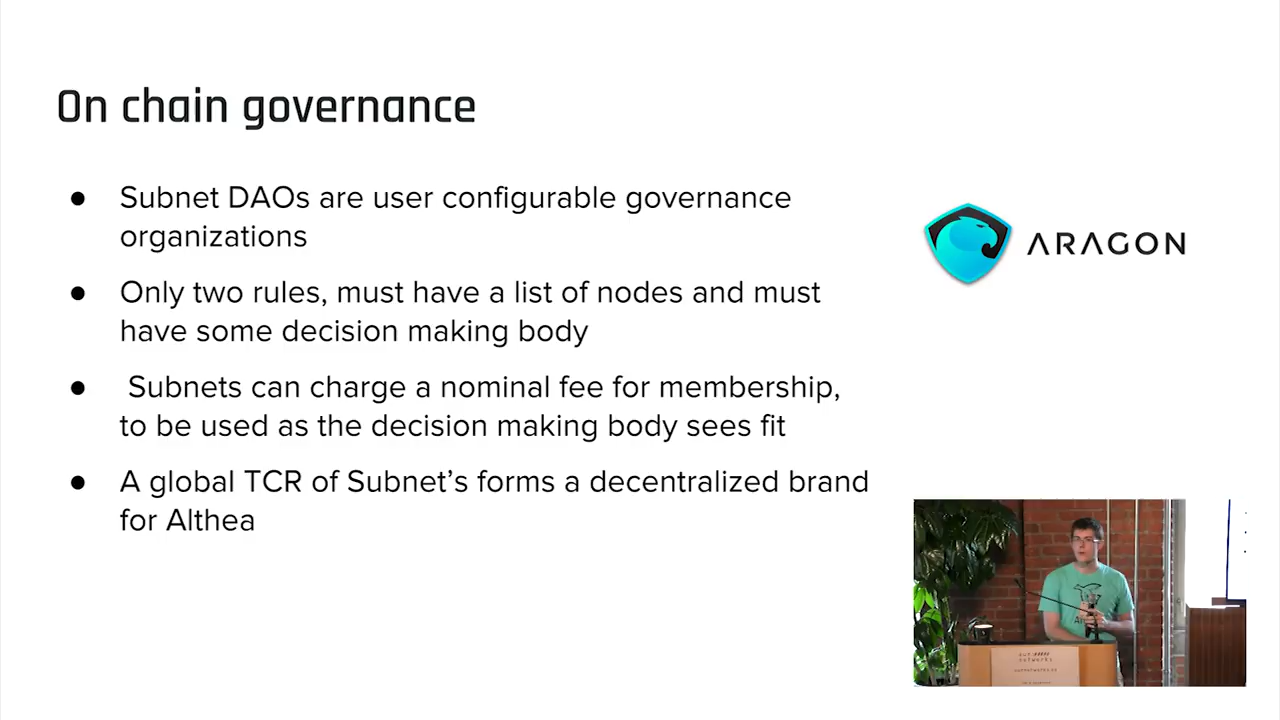 On chain governance
● Subnet DAOs are user configurable governance
organizations
● Only two rules, must have a list of nodes and must
have some decision making body
● Subnets can charge a nominal fee for membership,
to be used as the decision making body sees fit
● A global TCR of Subnet's forms a decentralized brand
for Althea
ARAGON